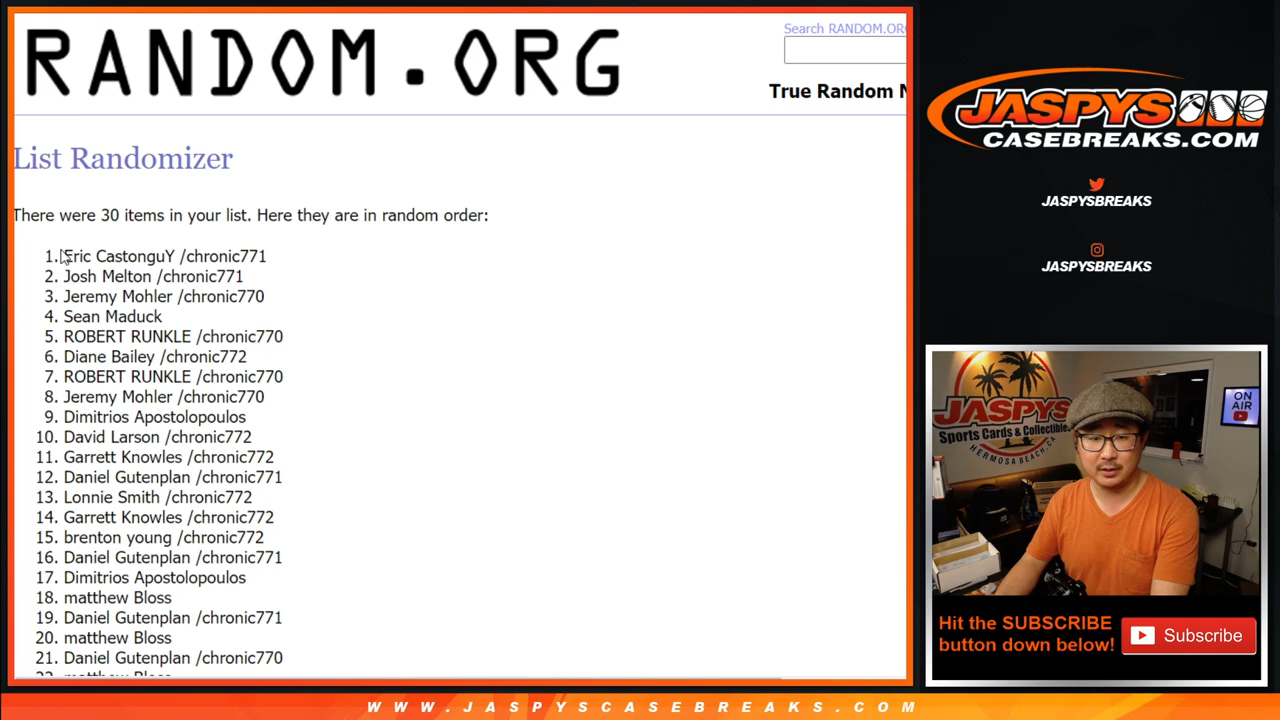 RANDOM.ORG
Search RANDOM.OR
True Random N
List Randomizer
There were 30 items in your list. Here they are in random order:
1. Eric CastonguY /chronic771
2. Josh Melton /chronic771
3. Jeremy Mohler /chronic770
4. Sean Maduck
5. ROBERT RUNKLE /chronic770
6. Diane Bailey /chronic772
7. ROBERT RUNKLE /chronic770
8. Jeremy Mohler /chronic770
9. Dimitrios Apostolopoulos
10. David Larson /chronic772
11. Garrett Knowles /chronic772
12. Daniel Gutenplan /chronic771
13. Lonnie Smith /chronic772
14. Garrett Knowles /chronic772
15. brenton young /chronic772
16. Daniel Gutenplan /chronic771
17. Dimitrios Apostolopoulos
18. matthew Bloss
19. Daniel Gutenplan /chronic771
20. matthew Bloss
21. Daniel Gutenplan /chronic770
22. matthew Bloss
JASPYS
CASEBREAKS.COM
JASPYSBREAKS
JASPYSBREAKS
JASPYS
Sports Cards & Collectibles
HERMOSA BEACH, CA
ON
AIR
Hit the SUBSCRIBE
button down below!
Subscribe
WWW.JASPYSCASEBREAKS.COM